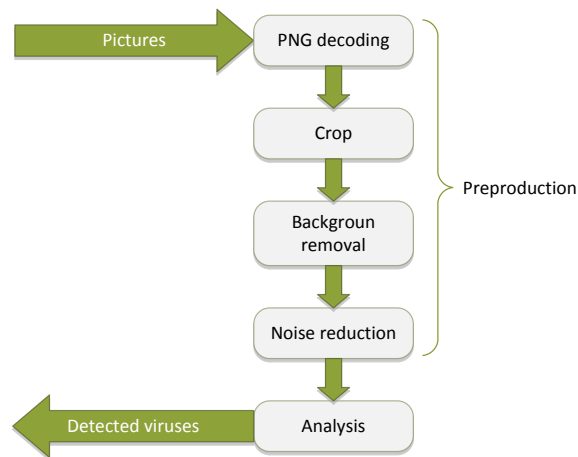 Pictures
PNG decoding
Crop
Backgroun
removal
Preproduction
Noise reduction
Detected viruses
Analysis